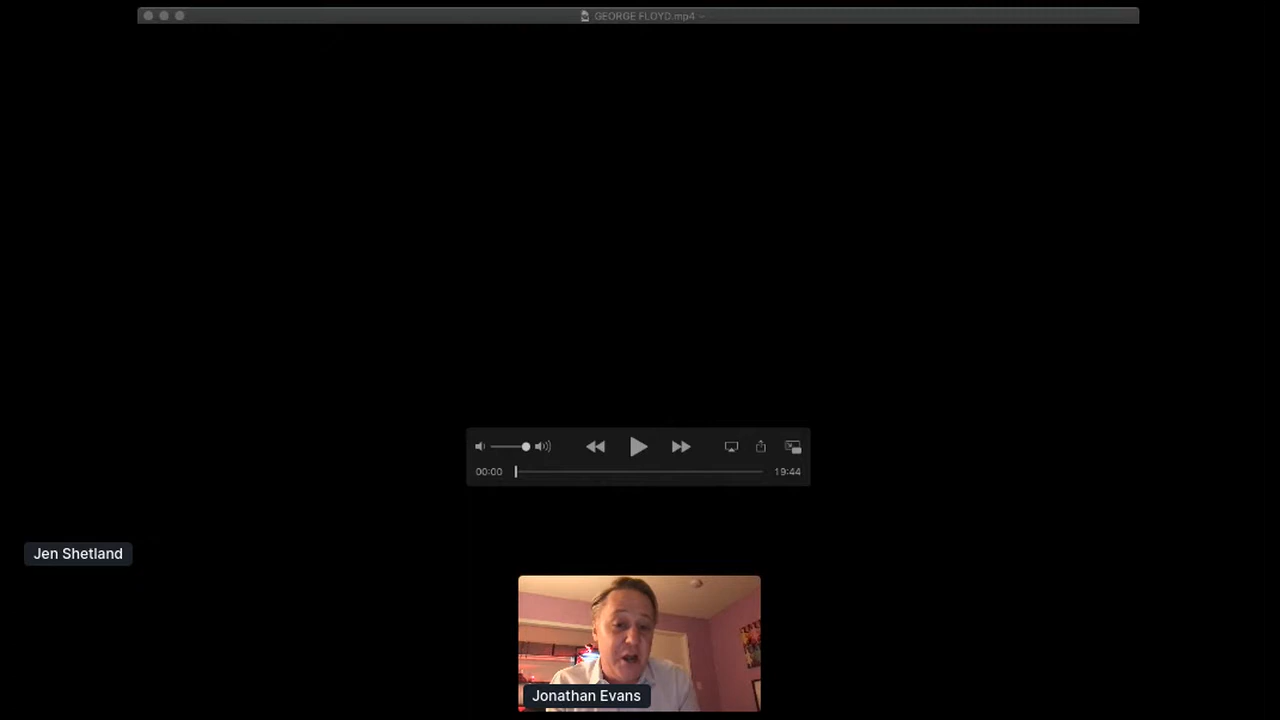 GEORGE FLOYD.mp4
00:00
19:44
Jen Shetland
Jonathan Evans